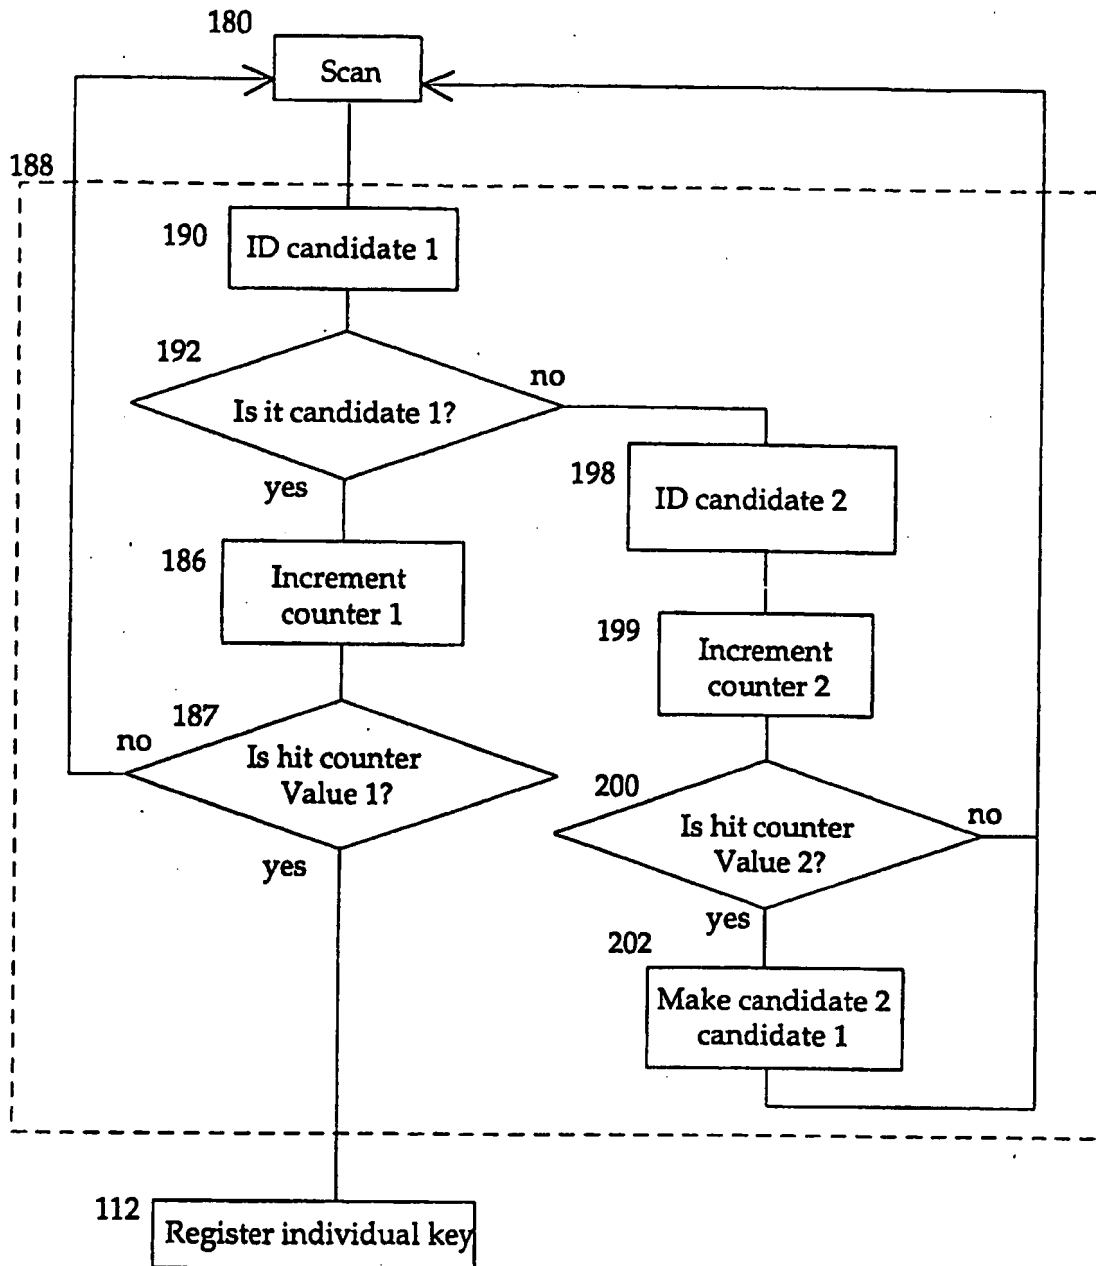 180
Scan
188
190
ID candidate 1
192
no
Is it candidate 1?
yes
198
ID candidate 2
186
Increment
counter 1
199
Increment
counter 2
187
no
Is hit counter
Value 1?
yes
200
no
Is hit counter
Value 2?
yes
202
Make candidate 2
candidate 1
112
Register individual key